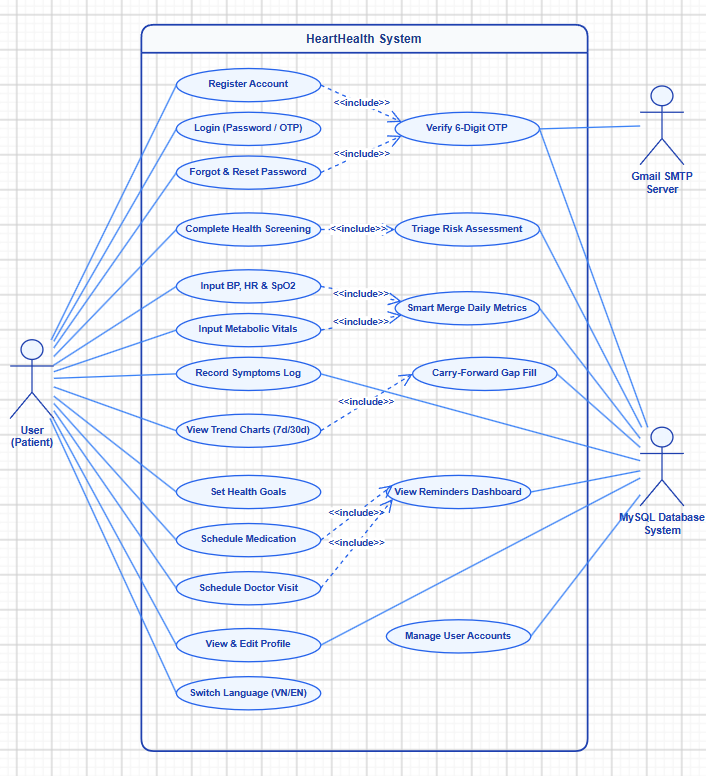 HeartHealth System
Register Account
<<include>>
Login (Password / OTP)
Verify 6-Digit OTP
<<include>>
Forgot & Reset Password
Gmail SMTP
Server
Complete Health Screening
<<include>>
Triage Risk Assessment
Input BP, HR & SpO2
<<include>>
Smart Merge Daily Metrics
<<include>>
Input Metabolic Vitals
Record Symptoms Log
Carry-Forward Gap Fill
<<include>>
View Trend Charts (7d/30d)
User
(Patient)
Set Health Goals
View Reminders Dashboard
<<include>>
MySQL Database
System
Schedule Medication
<<include>>
Schedule Doctor Visit
View & Edit Profile
Manage User Accounts
Switch Language (VN/EN)